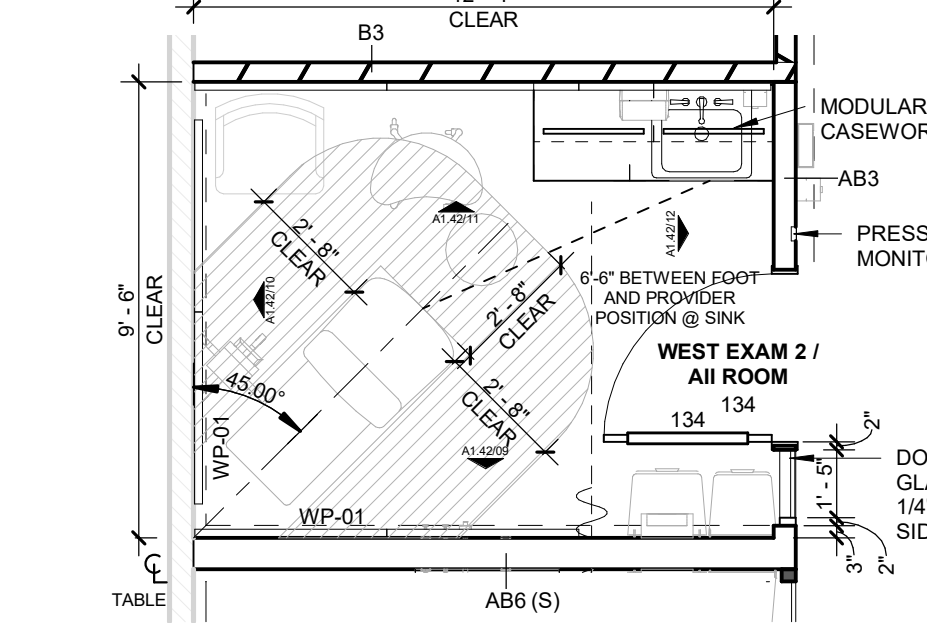 CLEAR
B3
MODULAR
CASEWOR
AB3
A1.42/11
A1.42/12
PRESS
MONITO
2' - 8"
CLEAR
6'-6" BETWEEN FOOT
AND PROVIDER
POSITION @ SINK
A1.42/10
2' - 8"
CLEAR
9' - 6"
CLEAR
WEST EXAM 2 /
AII ROOM
134
134
45.00°
2' - 8"
CLEAR
A1.42/09
WP-01
WP-01
2"
1' - 5"
DO
GLA
1/4"
SID
3"
2"
CL
TABLE
AB6 (S)